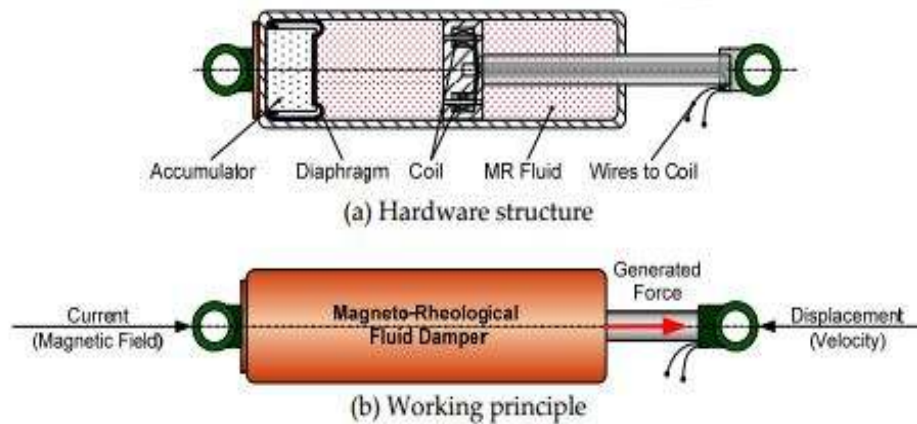 Accumulator Diaphragm Coil MR Fluid Wires to Coil
(a) Hardware structure
Generated
Force
Current
(Magnetic Field)
Magneto-Rheological
Fluid Damper
Displacement
(Velocity)
(b) Working principle